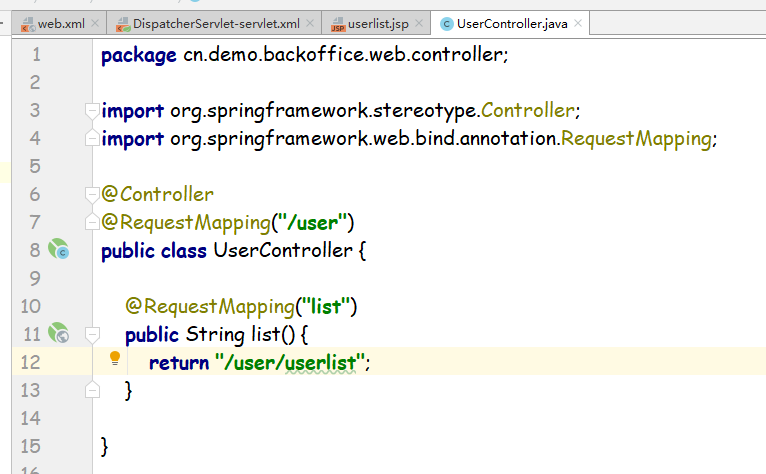 web.xml DispatcherServlet-servlet.xml userlist.jsp UserController.java
1 package cn.demo.backoffice.web.controller;
2
3 import org.springframework.stereotype.Controller;
4 import org.springframework.web.bind.annotation.RequestMapping;
5
6 @Controller
7 @RequestMapping("/user")
8 public class UserController {
9
10 @RequestMapping("list")
11 public String list() {
12 return "/user/userlist";
13 }
14
15 }